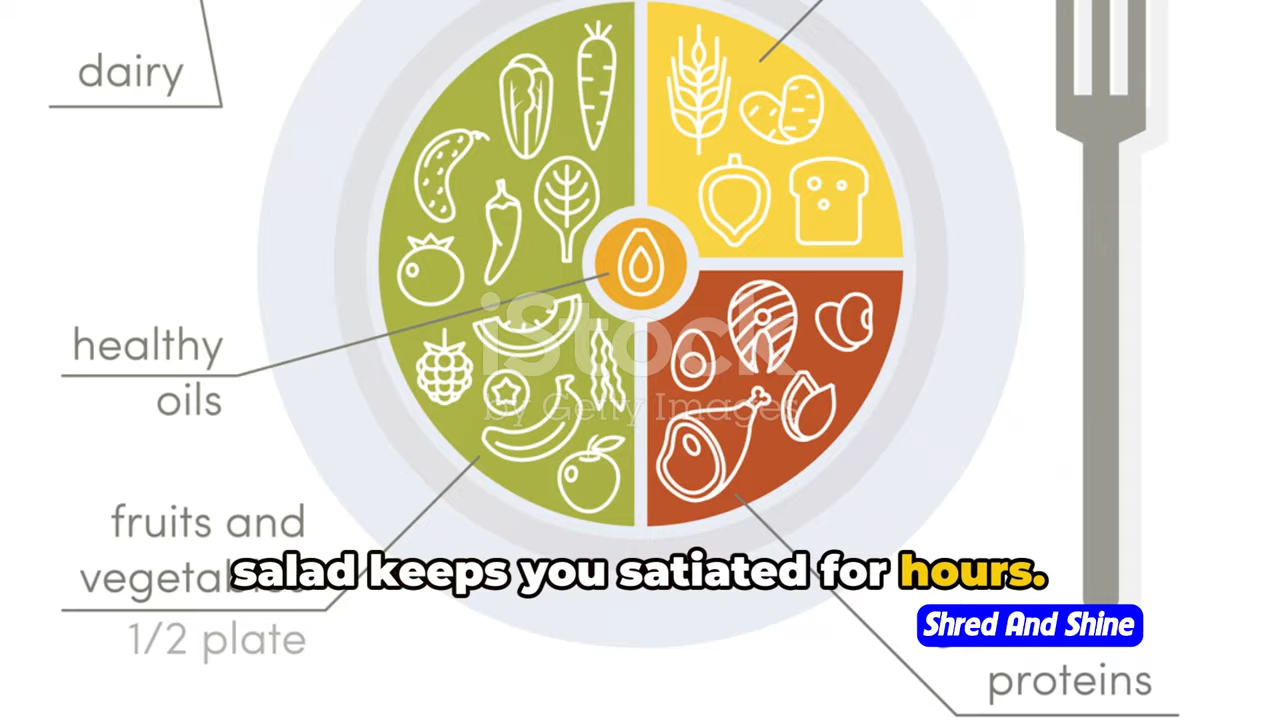 dairy
healthy
oils
iStock
by Getty Images
fruits and
vegetables
1/2 plate
salad keeps you satiated for hours.
Shred And Shine
proteins